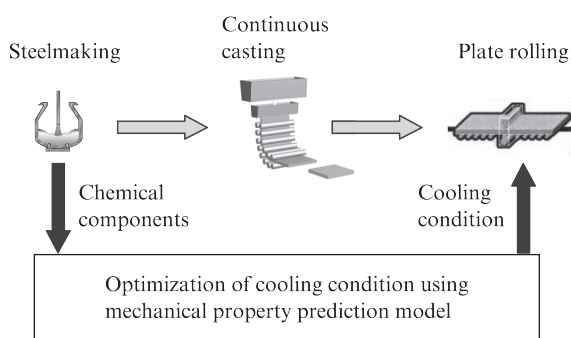 Steelmaking
Continuous
casting
Plate rolling
Chemical
components
Cooling
condition
Optimization of cooling condition using
mechanical property prediction model